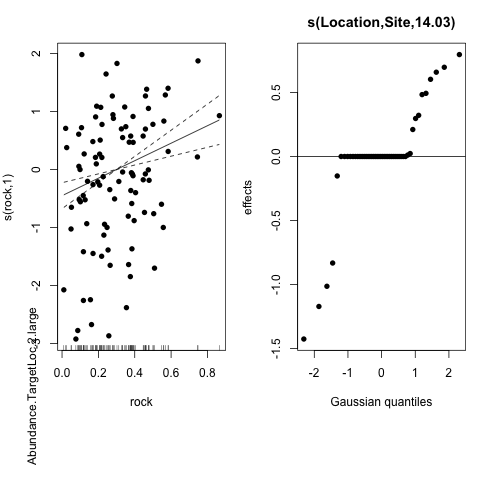 s(Location,Site,14.03)
s(rock,1)
2
1
0
-1
-2
-3
0.0 0.2 0.4 0.6 0.8
rock
Abundance.TargetLoc.2.large
effects
0.5
0.0
-0.5
-1.0
-1.5
-2 -1 0 1 2
Gaussian quantiles